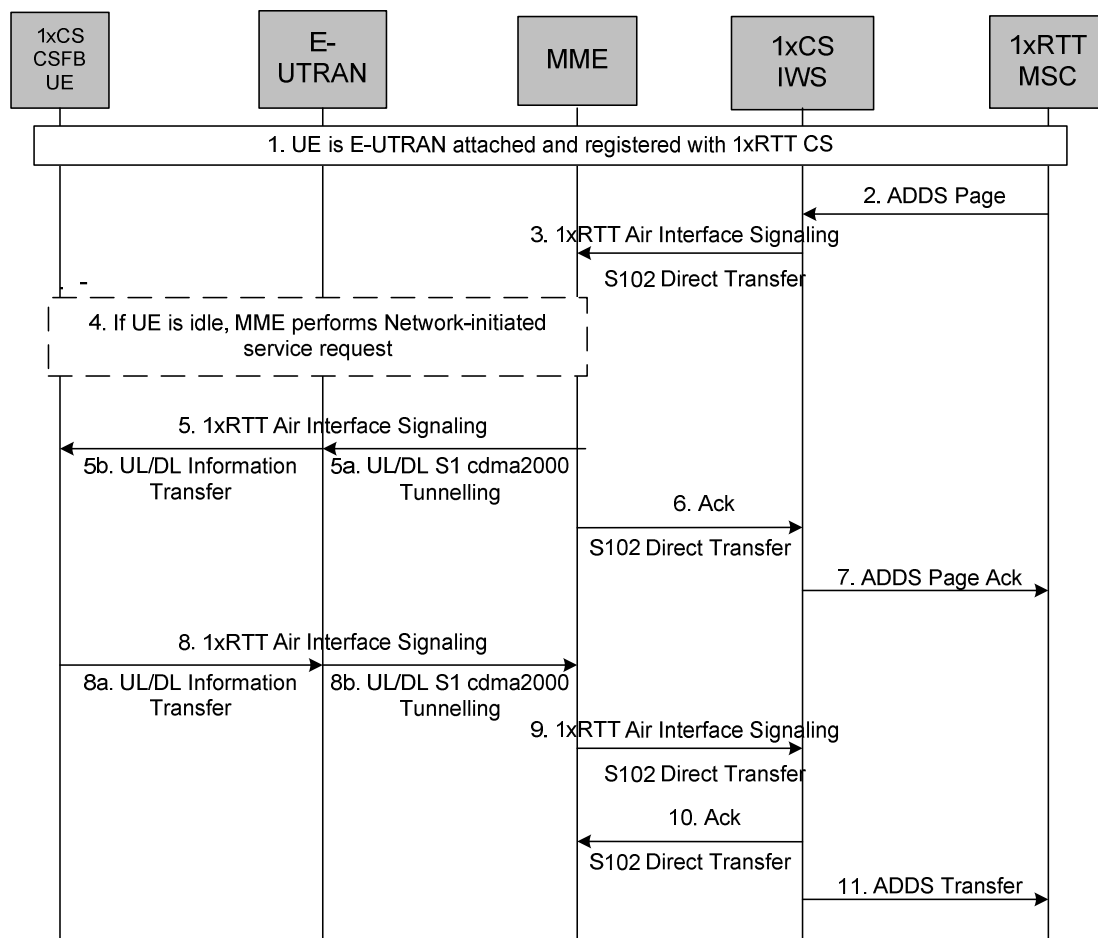 1xCS
CSFB
UE
E-
UTRAN
MME
1xCS
IWS
1xRTT
MSC
1. UE is E-UTRAN attached and registered with 1xRTT CS
2. ADDS Page
3. 1xRTT Air Interface Signaling
S102 Direct Transfer
. -
4. If UE is idle, MME performs Network-initiated
service request
5. 1xRTT Air Interface Signaling
5b. UL/DL Information
Transfer
5a. UL/DL S1 cdma2000
Tunnelling
6. Ack
S102 Direct Transfer
7. ADDS Page Ack
8. 1xRTT Air Interface Signaling
8a. UL/DL Information
Transfer
8b. UL/DL S1 cdma2000
Tunnelling
9. 1xRTT Air Interface Signaling
S102 Direct Transfer
10. Ack
S102 Direct Transfer
11. ADDS Transfer